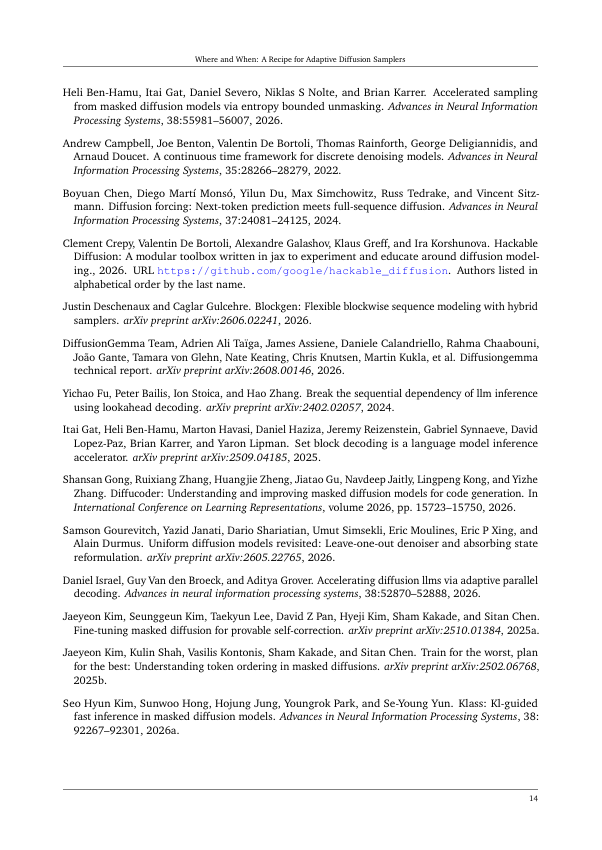 Where and When: A Recipe for Adaptive Diffusion Samplers
Heli Ben-Hamu, Itai Gat, Daniel Severo, Niklas S Nolte, and Brian Karrer. Accelerated sampling
from masked diffusion models via entropy bounded unmasking. Advances in Neural Information
Processing Systems, 38:55981–56007, 2026.
Andrew Campbell, Joe Benton, Valentin De Bortoli, Thomas Rainforth, George Deligiannidis, and
Arnaud Doucet. A continuous time framework for discrete denoising models. Advances in Neural
Information Processing Systems, 35:28266–28279, 2022.
Boyuan Chen, Diego Martí Monsó, Yilun Du, Max Simchowitz, Russ Tedrake, and Vincent Sitz-
mann. Diffusion forcing: Next-token prediction meets full-sequence diffusion. Advances in Neural
Information Processing Systems, 37:24081–24125, 2024.
Clement Crepy, Valentin De Bortoli, Alexandre Galashov, Klaus Greff, and Ira Korshunova. Hackable
Diffusion: A modular toolbox written in jax to experiment and educate around diffusion model-
ing., 2026. URL https://github.com/google/hackable_diffusion. Authors listed in
alphabetical order by the last name.
Justin Deschenaux and Caglar Gulcehre. Blockgen: Flexible blockwise sequence modeling with hybrid
samplers. arXiv preprint arXiv:2606.02241, 2026.
DiffusionGemma Team, Adrien Ali Taïga, James Assiene, Daniele Calandriello, Rahma Chaabouni,
João Gante, Tamara von Glehn, Nate Keating, Chris Knutsen, Martin Kukla, et al. Diffusiongemma
technical report. arXiv preprint arXiv:2608.00146, 2026.
Yichao Fu, Peter Bailis, Ion Stoica, and Hao Zhang. Break the sequential dependency of llm inference
using lookahead decoding. arXiv preprint arXiv:2402.02057, 2024.
Itai Gat, Heli Ben-Hamu, Marton Havasi, Daniel Haziza, Jeremy Reizenstein, Gabriel Synnaeve, David
Lopez-Paz, Brian Karrer, and Yaron Lipman. Set block decoding is a language model inference
accelerator. arXiv preprint arXiv:2509.04185, 2025.
Shansan Gong, Ruixiang Zhang, Huangjie Zheng, Jiatao Gu, Navdeep Jaitly, Lingpeng Kong, and Yizhe
Zhang. Diffucoder: Understanding and improving masked diffusion models for code generation. In
International Conference on Learning Representations, volume 2026, pp. 15723–15750, 2026.
Samson Gourevitch, Yazid Janati, Dario Shariatian, Umut Simsekli, Eric Moulines, Eric P Xing, and
Alain Durmus. Uniform diffusion models revisited: Leave-one-out denoiser and absorbing state
reformulation. arXiv preprint arXiv:2605.22765, 2026.
Daniel Israel, Guy Van den Broeck, and Aditya Grover. Accelerating diffusion llms via adaptive parallel
decoding. Advances in neural information processing systems, 38:52870–52888, 2026.
Jaeyeon Kim, Seunggeun Kim, Taekyun Lee, David Z Pan, Hyeji Kim, Sham Kakade, and Sitan Chen.
Fine-tuning masked diffusion for provable self-correction. arXiv preprint arXiv:2510.01384, 2025a.
Jaeyeon Kim, Kulin Shah, Vasilis Kontonis, Sham Kakade, and Sitan Chen. Train for the worst, plan
for the best: Understanding token ordering in masked diffusions. arXiv preprint arXiv:2502.06768,
2025b.
Seo Hyun Kim, Sunwoo Hong, Hojung Jung, Youngrok Park, and Se-Young Yun. Klass: Kl-guided
fast inference in masked diffusion models. Advances in Neural Information Processing Systems, 38:
92267–92301, 2026a.
14